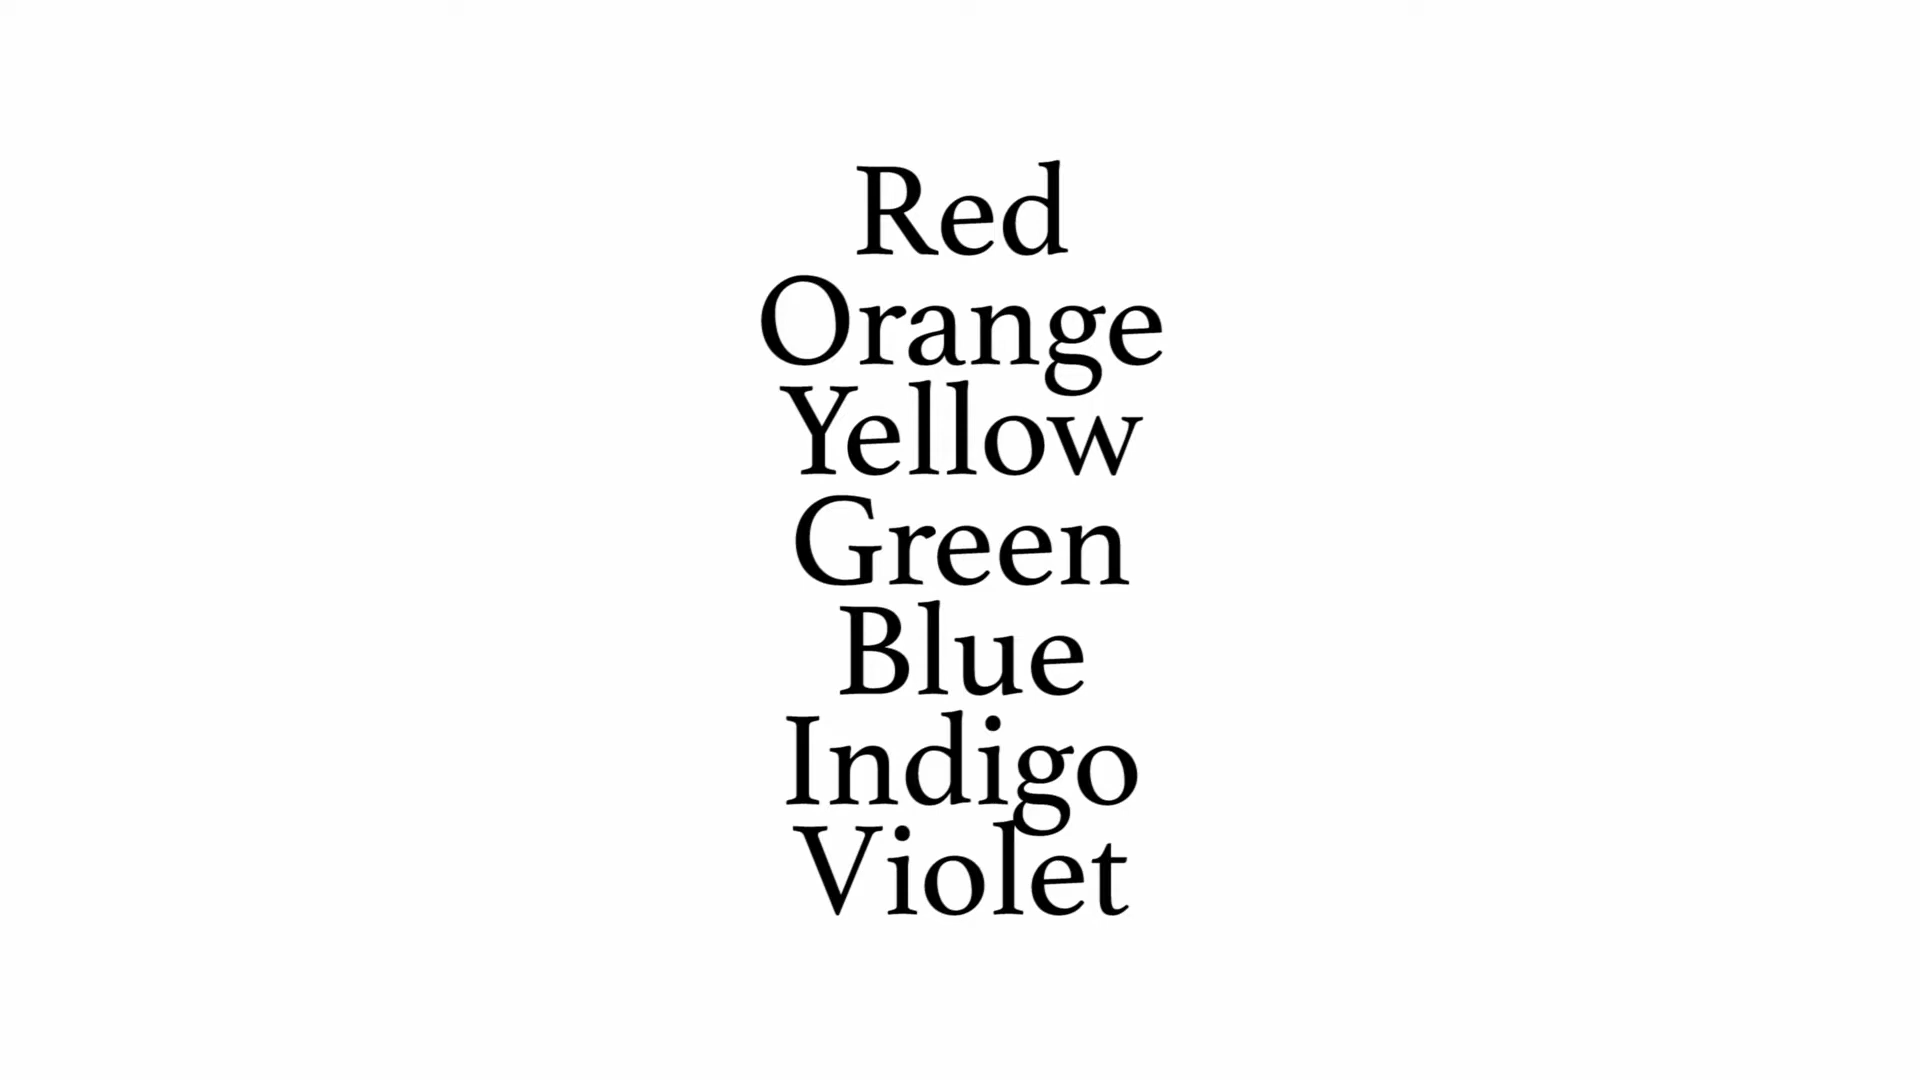 Red
Orange
Yellow
Green
Blue
Indigo
Violet